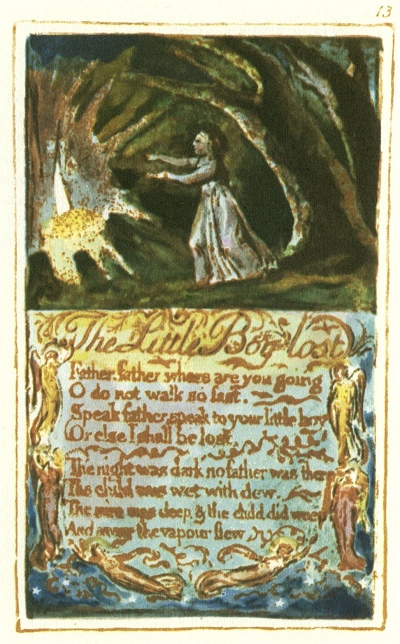 13
The Little Boy lost
Father, father where are you going
O do not walk so fast.
Speak father, speak to your little boy
Or else I shall be lost,
The night was dark no father was there
The child was wet with dew.
The mire was deep, & the child did weep
And away the vapour flew